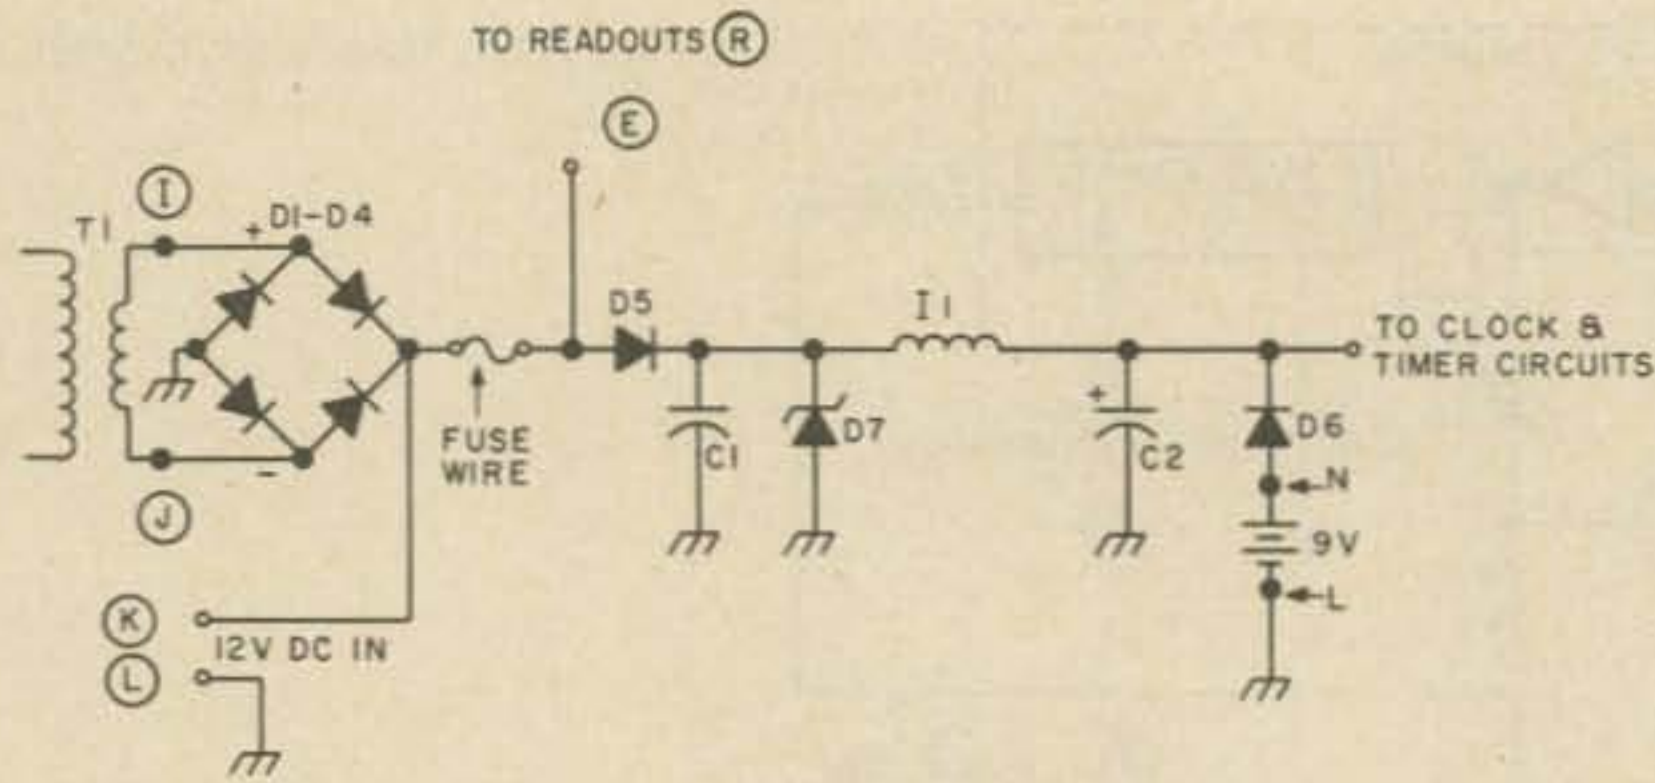 TO READOUTS R
E
I
T1
+ D1-D4
D5
I1
TO CLOCK &
TIMER CIRCUITS
FUSE
WIRE
C1
D7
+
C2
D6
N
9V
L
-
J
K
12V DC IN
L